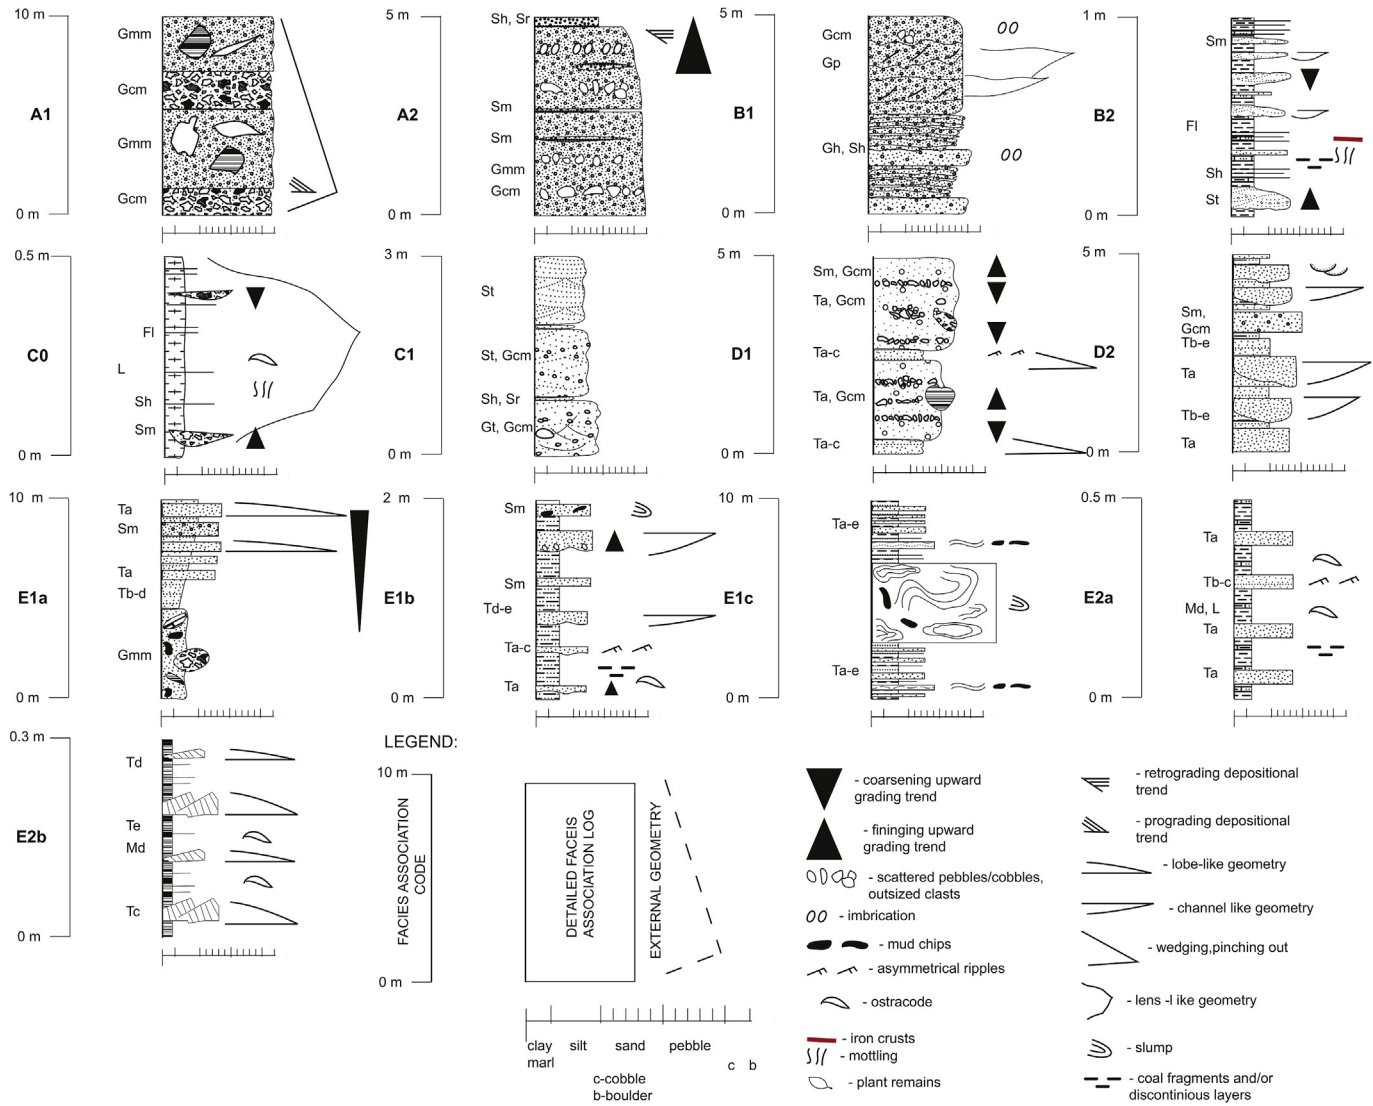 10 m
A1
0 m
Gmm
Gcm
Gmm
Gcm
5 m
A2
0 m
Sh, Sr
Sm
Sm
Gmm
Gcm
5 m
B1
0 m
Gcm
Gp
Gh, Sh
1 m
B2
0 m
Sm
Fl
Sh
St
0.5 m
C0
0 m
Fl
L
Sh
Sm
3 m
C1
0 m
St
St, Gcm
Sh, Sr
Gt, Gcm
5 m
D1
0 m
Sm, Gcm
Ta, Gcm
Ta-c
Ta, Gcm
Ta-c
5 m
D2
0 m
Sm,
Gcm
Tb-e
Ta
Tb-e
Ta
10 m
E1a
0 m
Ta
Sm
Ta
Tb-d
Gmm
2 m
E1b
0 m
Sm
Sm
Td-e
Ta-c
Ta
10 m
E1c
0 m
Ta-e
Ta-e
0.5 m
E2a
0 m
Ta
Tb-c
Md, L
Ta
Ta
0.3 m
E2b
0 m
Td
Te
Md
Tc
LEGEND:
10 m
0 m
FACIES ASSOCIATION
CODE
DETAILED FACEIS
ASSOCIATION LOG
EXTERNAL GEOMETRY
clay
marl
silt
sand
pebble
c b
c-cobble
b-boulder
- coarsening upward
grading trend
- fininging upward
grading trend
- scattered pebbles/cobbles,
outsized clasts
- imbrication
- mud chips
- asymmetrical ripples
- ostracode
- iron crusts
- mottling
- plant remains
- retrograding depositional
trend
- prograding depositional
trend
- lobe-like geometry
- channel like geometry
- wedging,pinching out
- lens -l ike geometry
- slump
- coal fragments and/or
discontinious layers